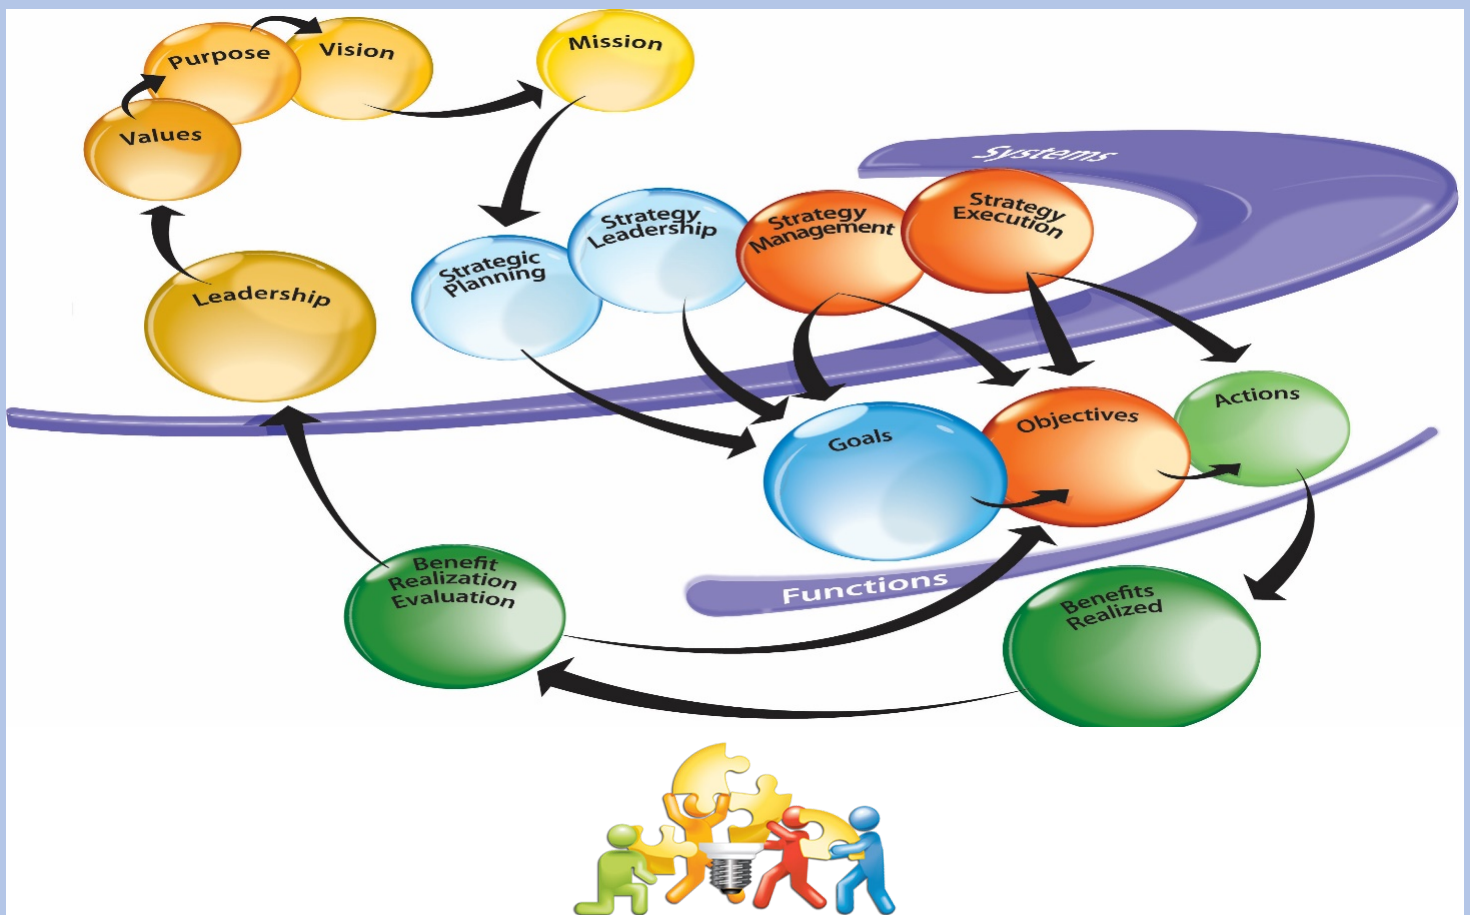 Purpose
Vision
Mission
Values
Systems
Strategy
Leadership
Strategy
Management
Strategy
Execution
Strategic
Planning
Leadership
Goals
Objectives
Actions
Benefit
Realization
Evaluation
Functions
Benefits
Realized